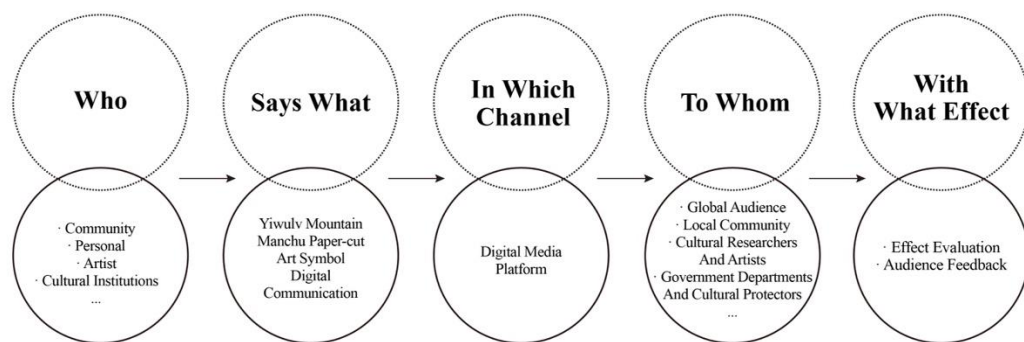 Who
Says What
In Which
Channel
To Whom
With
What Effect
· Community
· Personal
· Artist
· Cultural Institutions
...
Yiwulv Mountain
Manchu Paper-cut
Art Symbol
Digital
Communication
Digital Media
Platform
· Global Audience
· Local Community
· Cultural Researchers
And Artists
· Government Departments
And Cultural Protectors
...
· Effect Evaluation
· Audience Feedback